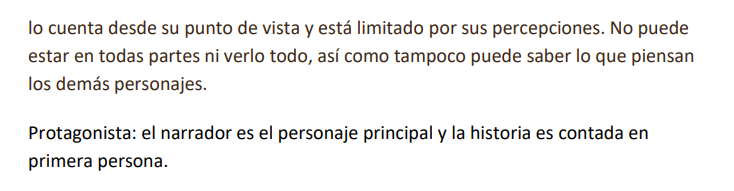 lo cuenta desde su punto de vista y está limitado por sus percepciones. No puede
estar en todas partes ni verlo todo, así como tampoco puede saber lo que piensan
los demás personajes.
Protagonista: el narrador es el personaje principal y la historia es contada en
primera persona.